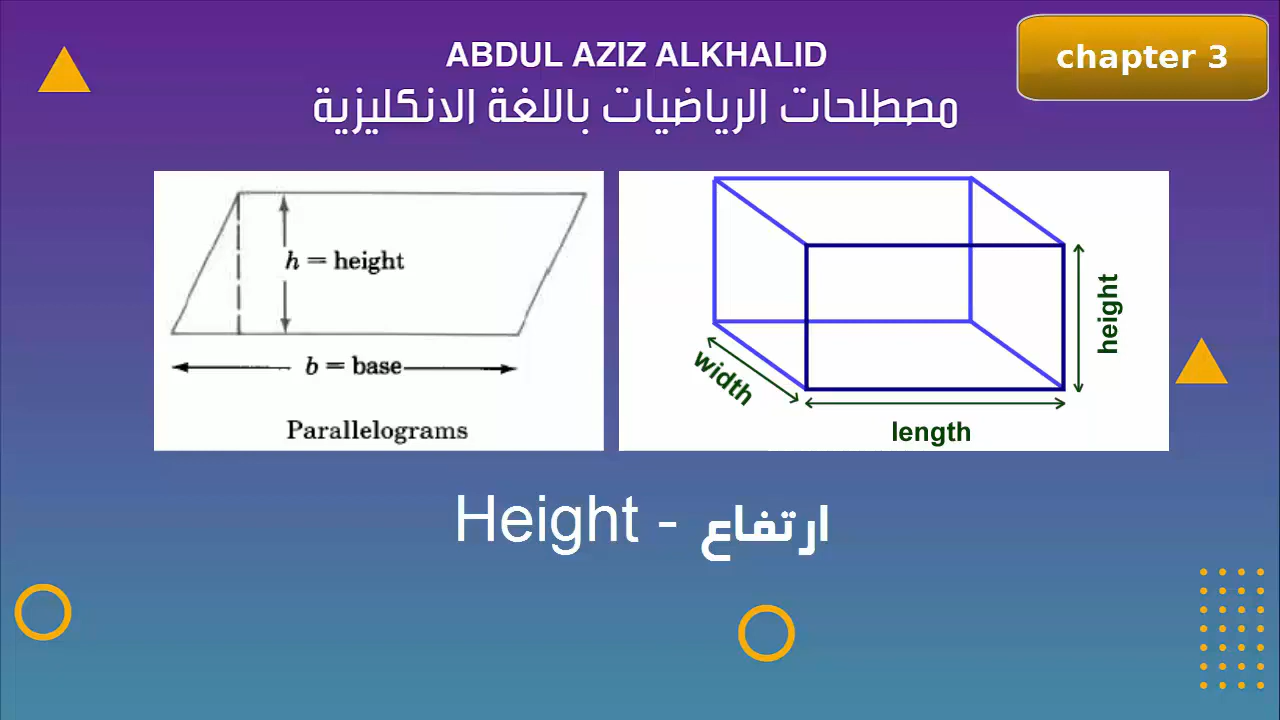 ABDUL AZIZ ALKHALID
chapter 3
مصطلحات الرياضيات باللغة الانكليزية
h = height
b = base
Parallelograms
height
width
length
Height - ارتفاع